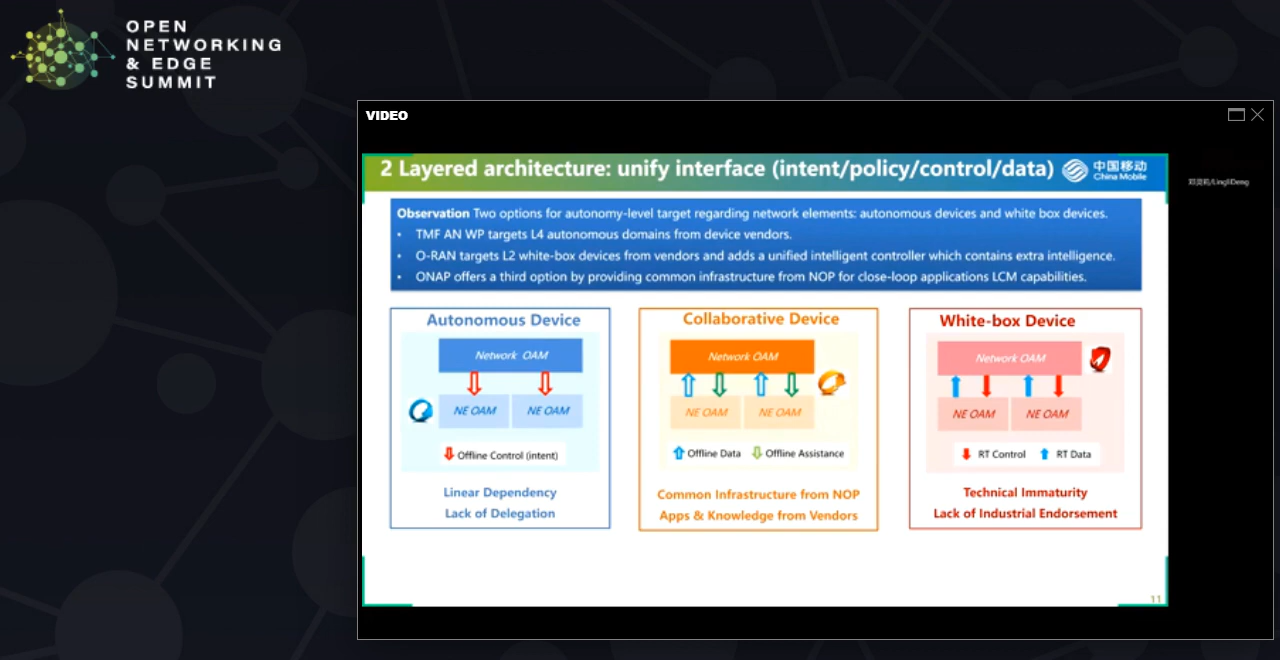 OPEN
NETWORKING
& EDGE
SUMMIT
VIDEO
2 Layered architecture: unify interface (intent/policy/control/data)
中国移动
China Mobile
/LingliDeng
Observation Two options for autonomy-level target regarding network elements: autonomous devices and white box devices.
• TMF AN WP targets L4 autonomous domains from device vendors.
• O-RAN targets L2 white-box devices from vendors and adds a unified intelligent controller which contains extra intelligence.
• ONAP offers a third option by providing common infrastructure from NOP for close-loop applications LCM capabilities.
Autonomous Device
Network OAM
NE OAM NE OAM
Offline Control (intent)
Linear Dependency
Lack of Delegation
Collaborative Device
Network OAM
NE OAM NE OAM
Offline Data Offline Assistance
Common Infrastructure from NOP
Apps & Knowledge from Vendors
White-box Device
Network OAM
NE OAM NE OAM
RT Control RT Data
Technical Immaturity
Lack of Industrial Endorsement
11